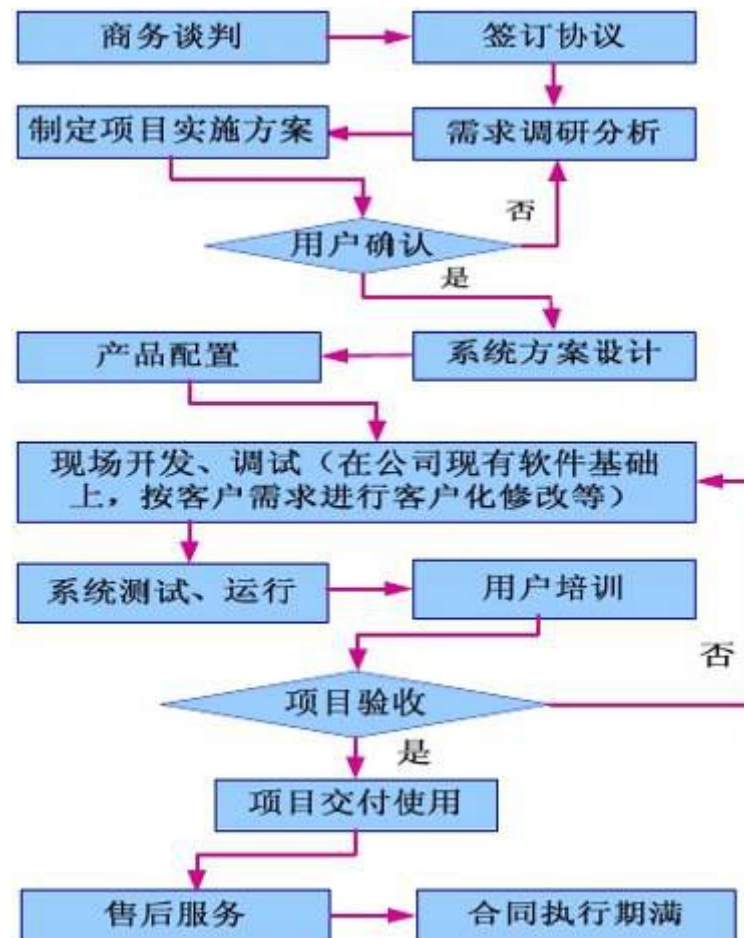 商务谈判
签订协议
制定项目实施方案
需求调研分析
否
用户确认
是
产品配置
系统方案设计
现场开发、调试（在公司现有软件基础
上，按客户需求进行客户化修改等）
系统测试、运行
用户培训
否
项目验收
是
项目交付使用
售后服务
合同执行期满